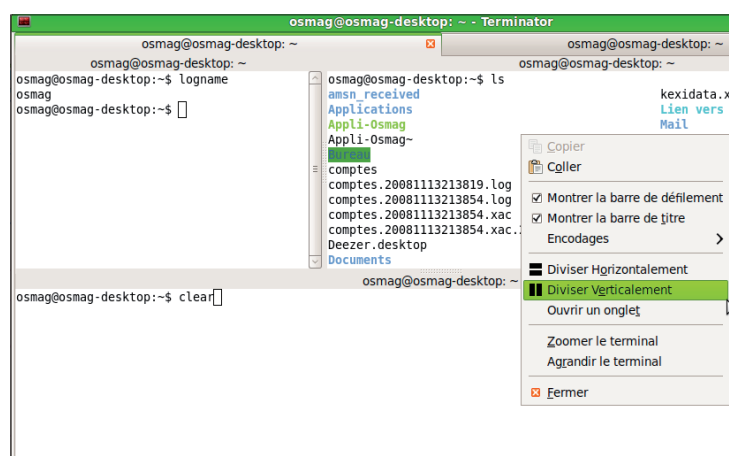 osmag@osmag-desktop: ~ - Terminator
osmag@osmag-desktop: ~
osmag@osmag-desktop: ~
osmag@osmag-desktop: ~
osmag@osmag-desktop: ~
osmag@osmag-desktop:~$ logname
osmag
osmag@osmag-desktop:~$
osmag@osmag-desktop:~$ ls
amsn_received kexidata.x
Applications Lien vers
Appli-Osmag Mail
Appli-Osmag~
Bureau
comptes
comptes.20081113213819.log
comptes.20081113213854.log
comptes.20081113213854.xac
comptes.20081113213854.xac.
Deezer.desktop
Documents
Copier
Coller
Montrer la barre de défilement
Montrer la barre de titre
Encodages
Diviser Horizontalement
Diviser Verticalement
Ouvrir un onglet
Zoomer le terminal
Agrandir le terminal
Fermer
osmag@osmag-desktop: ~
osmag@osmag-desktop:~$ clear